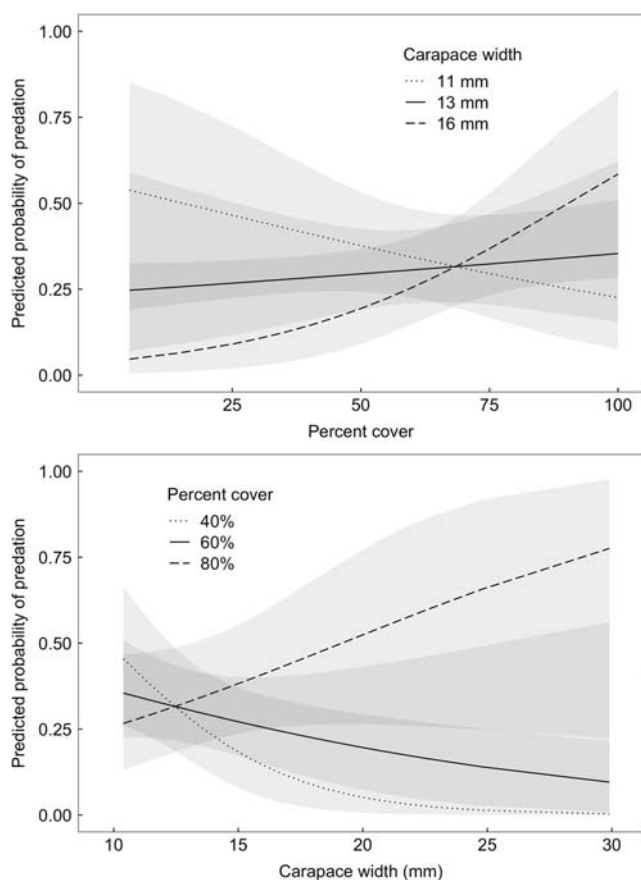 1.00
Carapace width
11 mm
13 mm
16 mm
0.75
0.50
0.25
0.00
Predicted probability of predation
25
50
75
100
Percent cover
1.00
Percent cover
40%
60%
80%
0.75
0.50
0.25
0.00
Predicted probability of predation
10
15
20
25
30
Carapace width (mm)